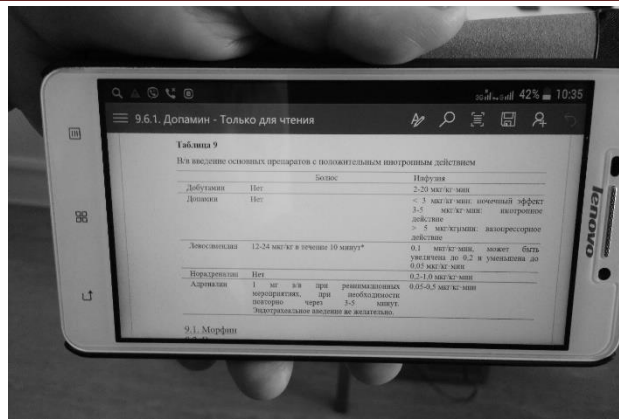 42% 10:35
9.6.1. Допамин - Только для чтения
Таблица 9
В/в введение основных препаратов с положительным инотропным действием
Болюс Инфузия
Добутамин Нет 2-20 мкг/кг·мин
Допамин Нет < 3 мкг/кг·мин: почечный эффект
3-5 мкг/кг·мин: инотропное
действие
> 5 мкг/кг/мин: вазопрессорное
действие
Левосимендан 12-24 мкг/кг в течение 10 минут* 0,1 мкг/кг·мин, может быть
увеличена до 0,2 и уменьшена до
0,05 мкг/кг·мин
Норадреналин Нет 0,2-1,0 мкг/кг·мин
Адреналин 1 мг в/в при реанимационных 0,05-0,5 мкг/кг·мин
мероприятиях, при необходимости
повторно через 3-5 минут.
Эндотрахеальное введение не желательно.
9.1. Морфин
lenovo